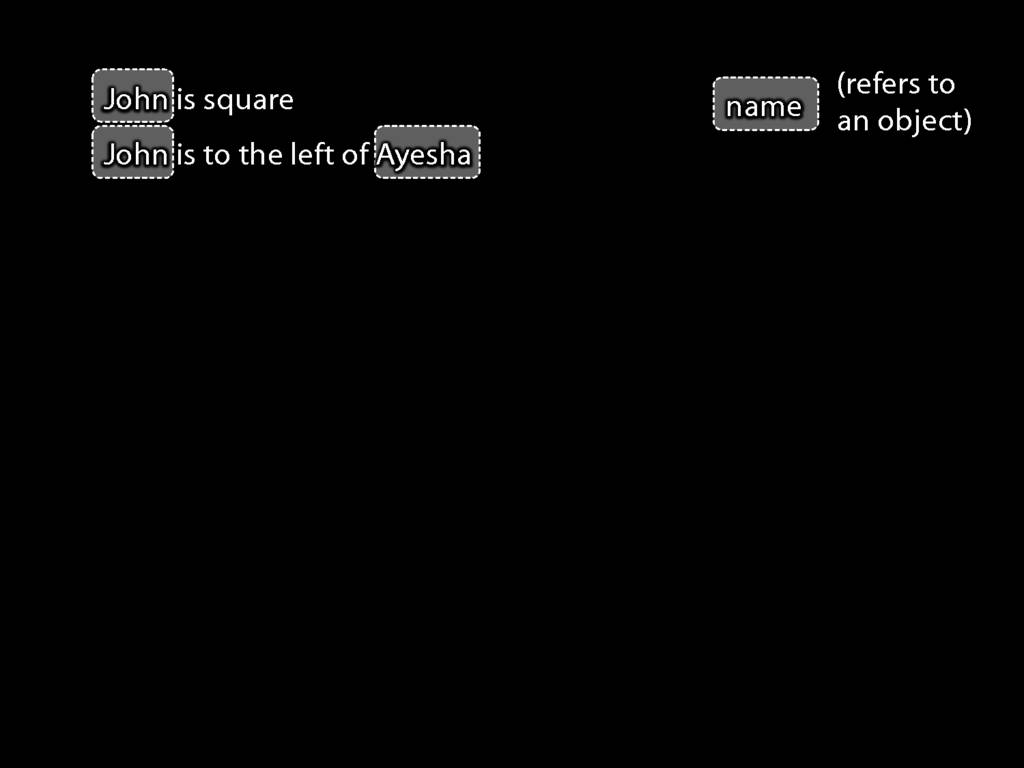 John is square
John is to the left of Ayesha
name
(refers to
an object)